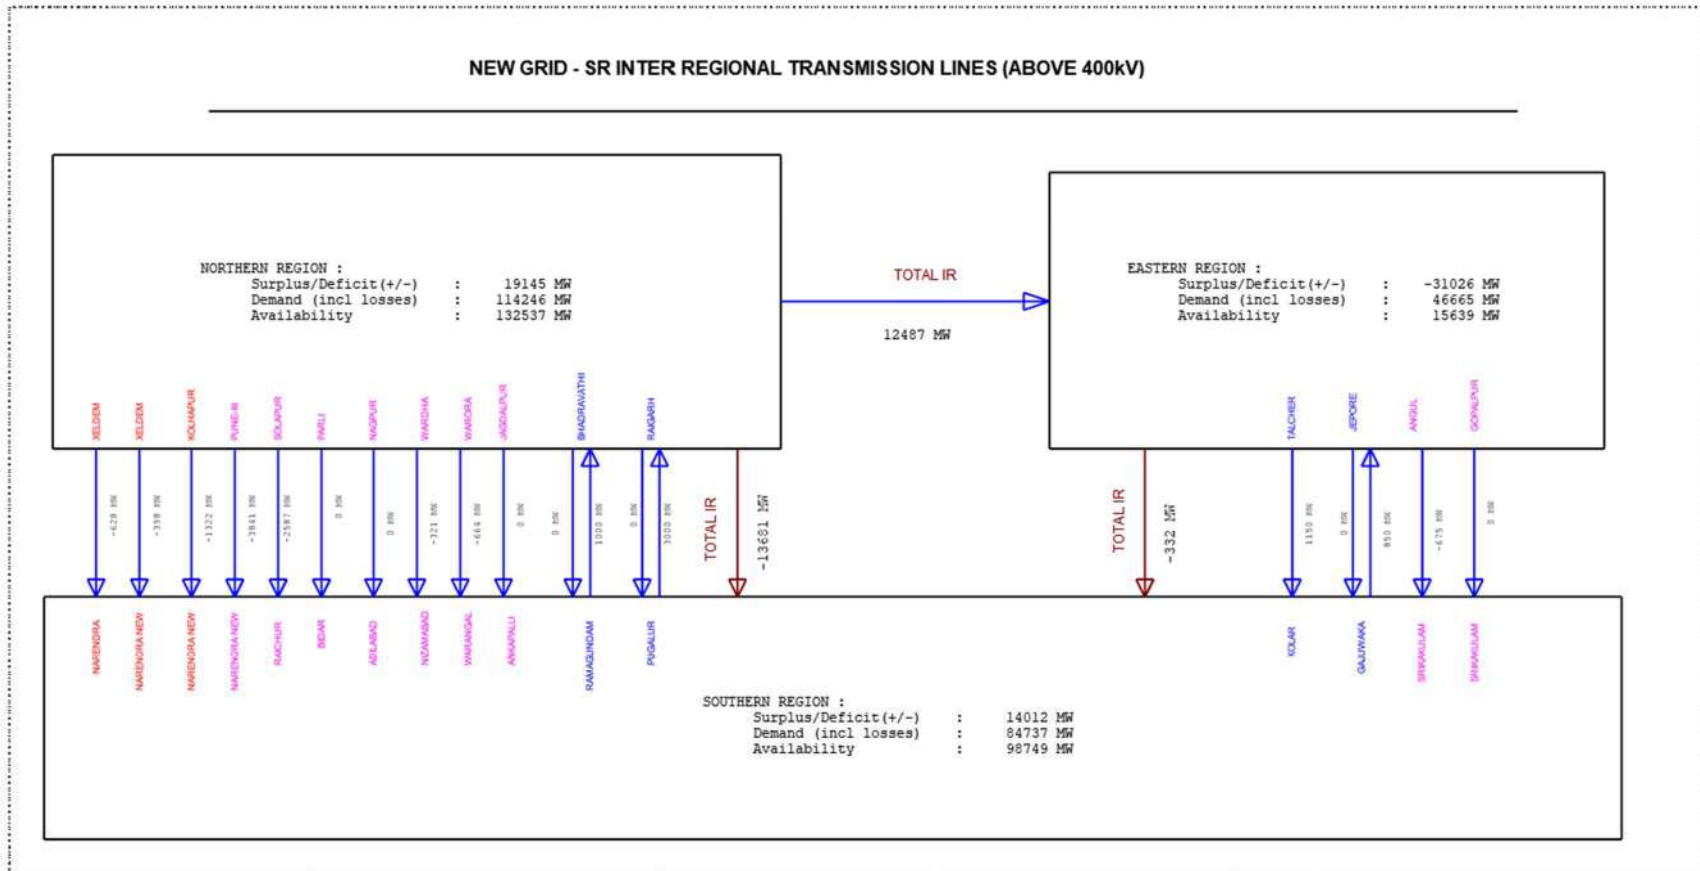 NEW GRID - SR INTER REGIONAL TRANSMISSION LINES (ABOVE 400kV)
NORTHERN REGION :
Surplus/Deficit(+/-) : 19145 MW
Demand (incl losses) : 114246 MW
Availability : 132537 MW
TOTAL IR
12487 MW
EASTERN REGION :
Surplus/Deficit(+/-) : -31026 MW
Demand (incl losses) : 46665 MW
Availability : 15639 MW
XELDEM
XELDEM
KOLHAPUR
PUNE-III
SOLAPUR
PARLI
NAGPUR
WARDHA
WARORA
JAGDALPUR
BHADRAVATHI
RAIGARH
TALCHER
JEPORE
ANGUL
GOPALPUR
-628 MW
-398 MW
-1322 MW
-3841 MW
-2587 MW
0 MW
0 MW
-321 MW
-664 MW
0 MW
0 MW
1000 MW
0 MW
3000 MW
TOTAL IR
-13681 MW
TOTAL IR
-332 MW
1150 MW
0 MW
850 MW
-675 MW
0 MW
NARENDRA
NARENDRA NEW
NARENDRA NEW
NARENDRA NEW
RAICHUR
BIDAR
ADILABAD
NIZAMABAD
WARANGAL
ANKAPALLI
RAMAGUNDAM
PUGALUR
KOLAR
GAJUWAKA
SRIKAKULAM
SRIKAKULAM
SOUTHERN REGION :
Surplus/Deficit(+/-) : 14012 MW
Demand (incl losses) : 84737 MW
Availability : 98749 MW